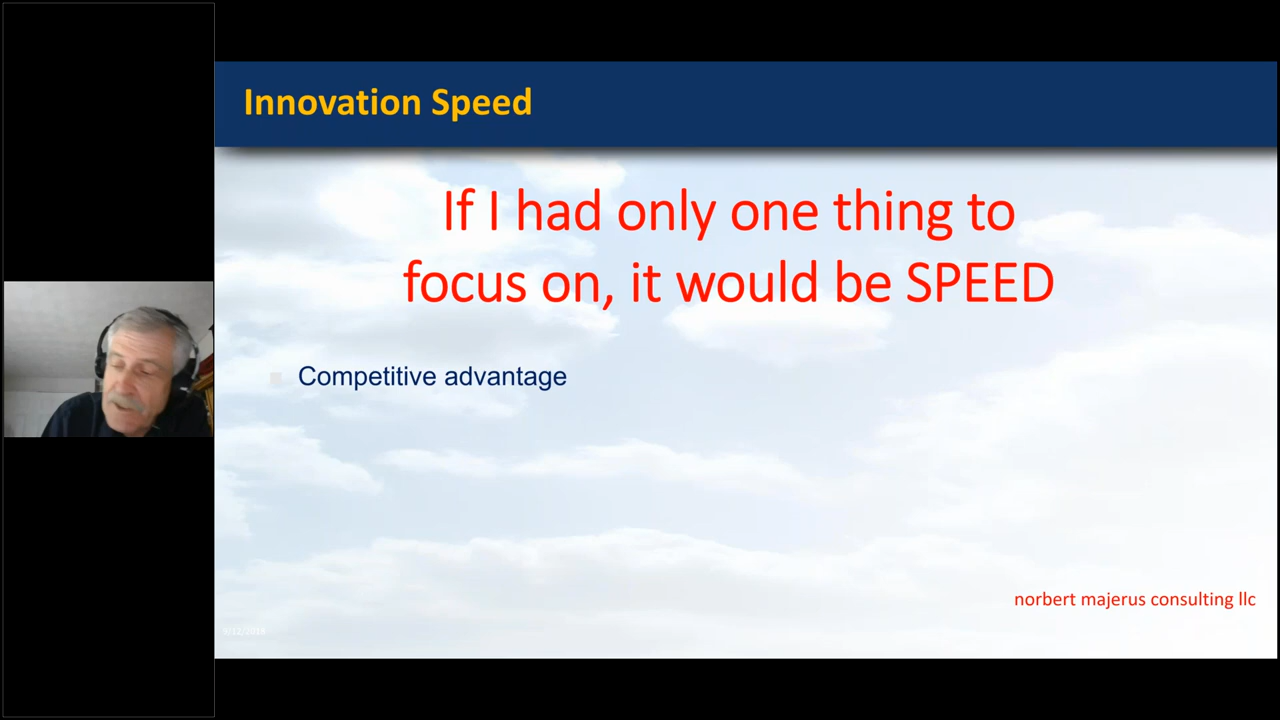 Innovation Speed
If I had only one thing to
focus on, it would be SPEED
Competitive advantage
norbert majerus consulting llc